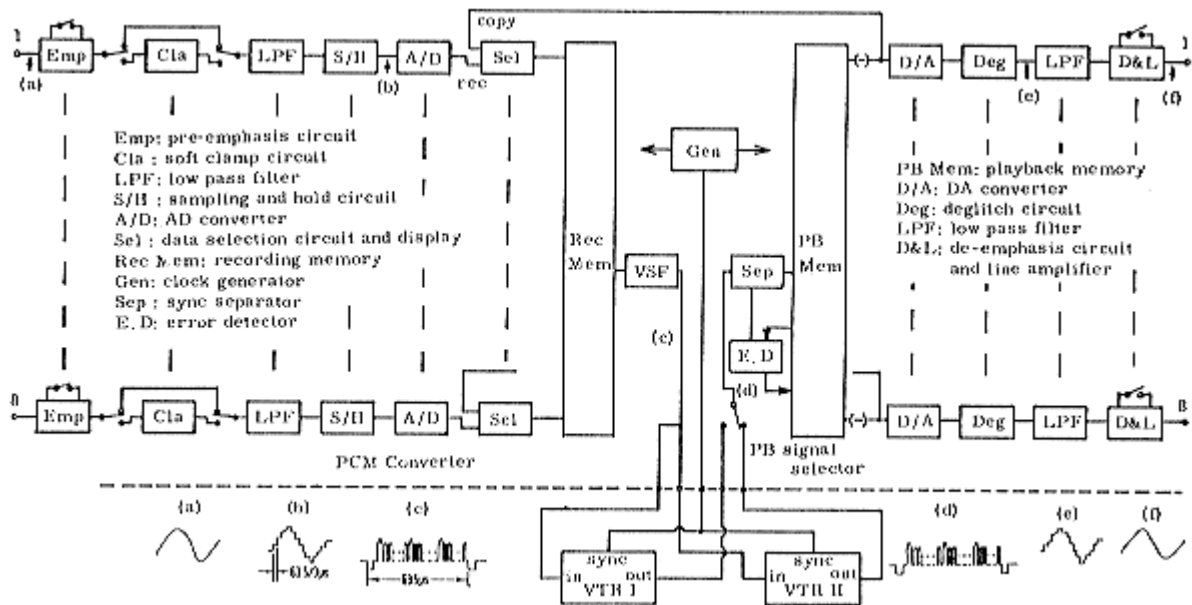 copy
1
Emp
Cla
LPF
S/H
A/D
Sel
rec
(a)
(b)
Emp: pre-emphasis circuit
Cla : soft clamp circuit
LPF: low pass filter
S/H : sampling and hold circuit
A/D: AD converter
Sel : data selection circuit and display
Rec Mem: recording memory
Gen: clock generator
Sep : sync separator
E.D: error detector
8
Emp
Cla
LPF
S/H
A/D
Sel
Rec
Mem
VSF
(c)
Gen
Sep
E.D
(d)
PB
Mem
(-)
D/A
Deg
LPF
D&L
1
(e)
(f)
PB Mem: playback memory
D/A: DA converter
Deg: deglitch circuit
LPF: low pass filter
D&L: de-emphasis circuit
and line amplifier
(-)
D/A
Deg
LPF
D&L
8
PB signal
selector
PCM Converter
(a)
(b)
(c)
(d)
(e)
(f)
sync
in
out
VTR I
sync
in
out
VTR II